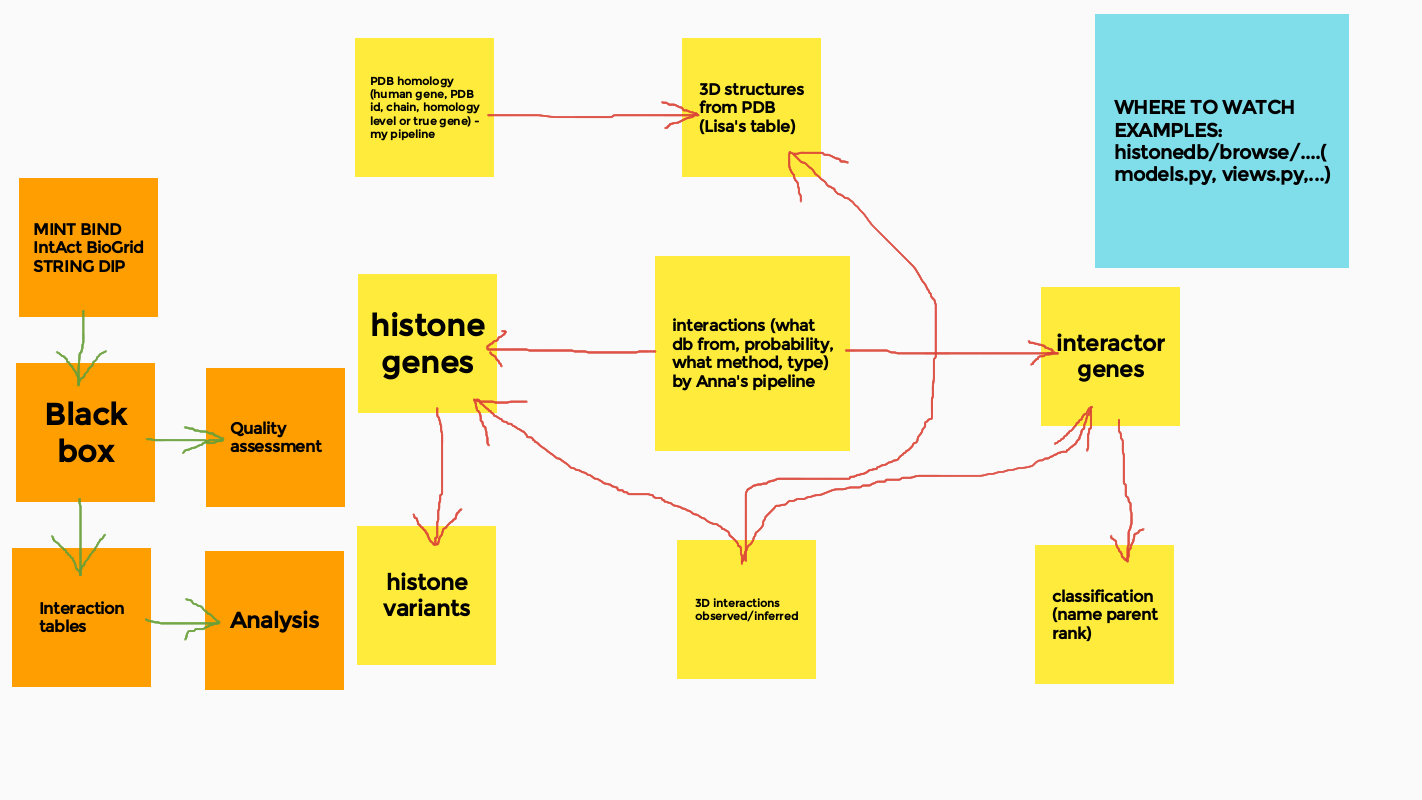 PDB homology
(human gene, PDB
id, chain, homology
level or true gene) -
my pipeline
3D structures
from PDB
(Lisa's table)
WHERE TO WATCH
EXAMPLES:
histonedb/browse/....(
models.py, views.py,...)
MINT BIND
IntAct BioGrid
STRING DIP
histone
genes
interactions (what
db from, probability,
what method, type)
by Anna's pipeline
interactor
genes
Black
box
Quality
assessment
histone
variants
3D interactions
observed/inferred
classification
(name parent
rank)
Interaction
tables
Analysis